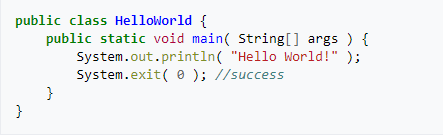 public class HelloWorld {
    public static void main( String[] args ) {
        System.out.println( "Hello World!" );
        System.exit( 0 ); //success
    }
}